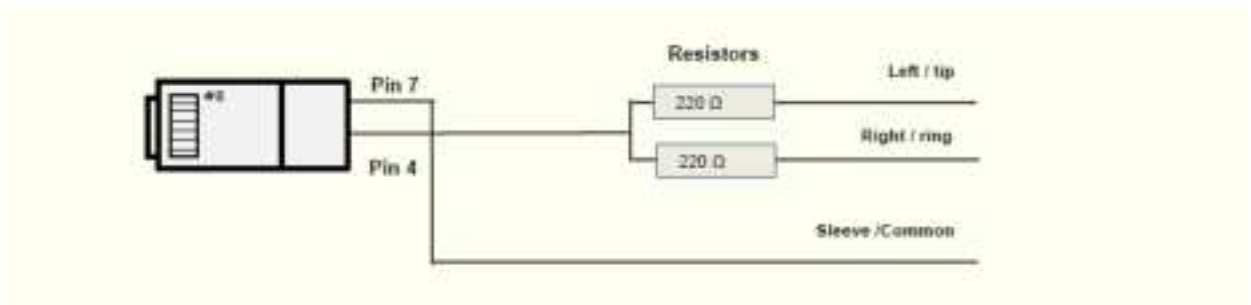 Resistors
Left / tip
Pin 7
220 Ω
Right / ring
220 Ω
Pin 4
Sleeve /Common